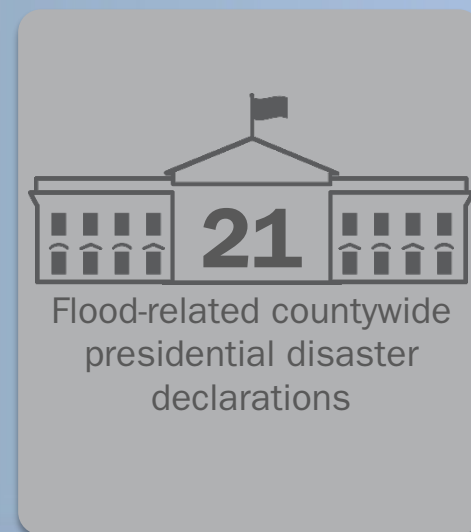 21
Flood-related countywide
presidential disaster
declarations